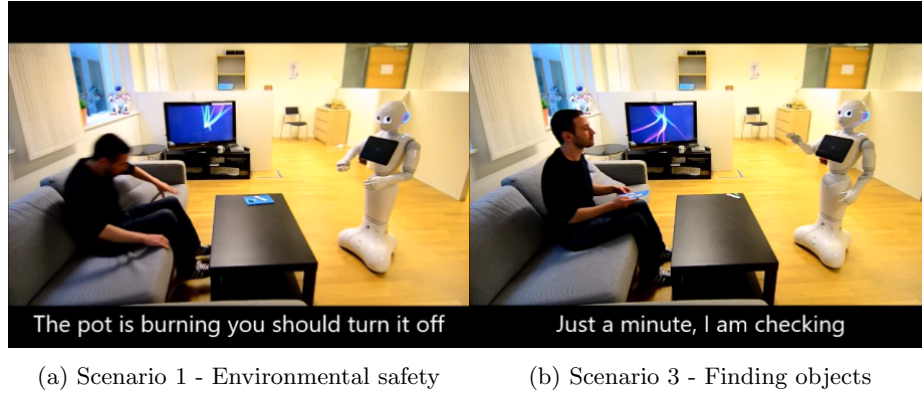 The pot is burning you should turn it off
Just a minute, I am checking
(a) Scenario 1 - Environmental safety
(b) Scenario 3 - Finding objects